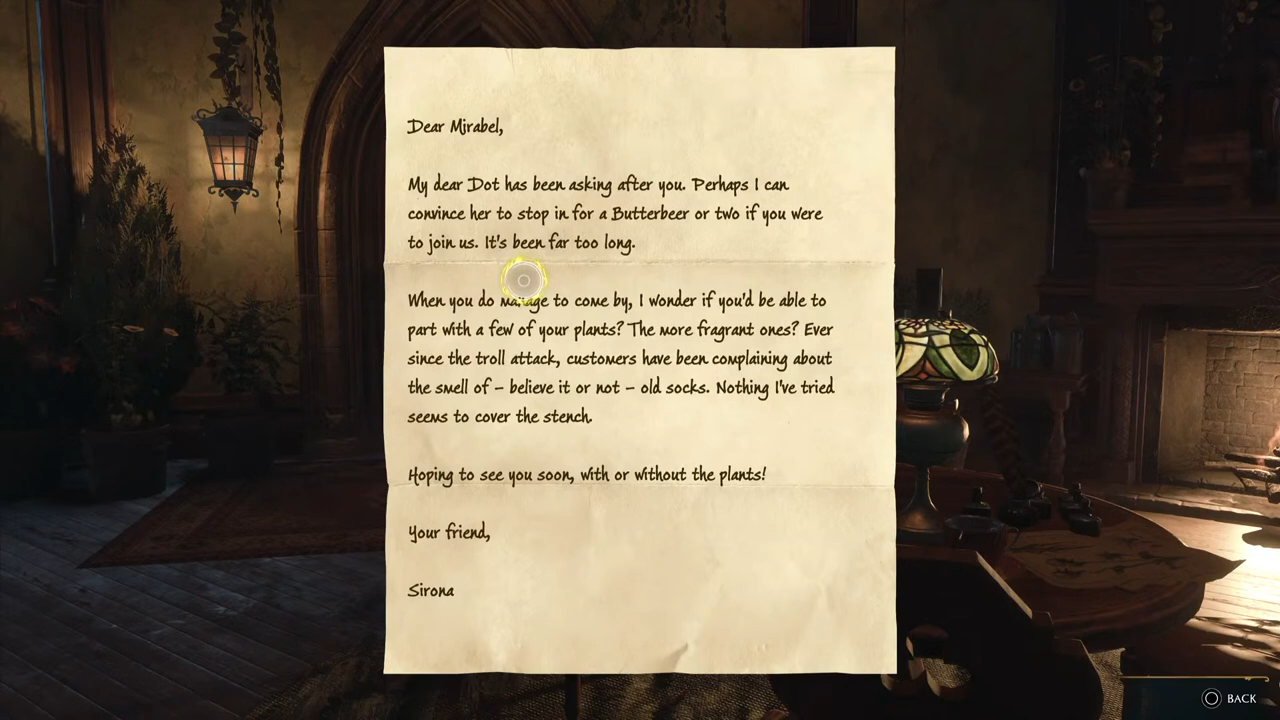 Dear Mirabel,
My dear Dot has been asking after you. Perhaps I can
convince her to stop in for a Butterbeer or two if you were
to join us. It's been far too long.
When you do manage to come by, I wonder if you'd be able to
part with a few of your plants? The more fragrant ones? Ever
since the troll attack, customers have been complaining about
the smell of – believe it or not – old socks. Nothing I've tried
seems to cover the stench.
Hoping to see you soon, with or without the plants!
Your friend,
Sirona
BACK